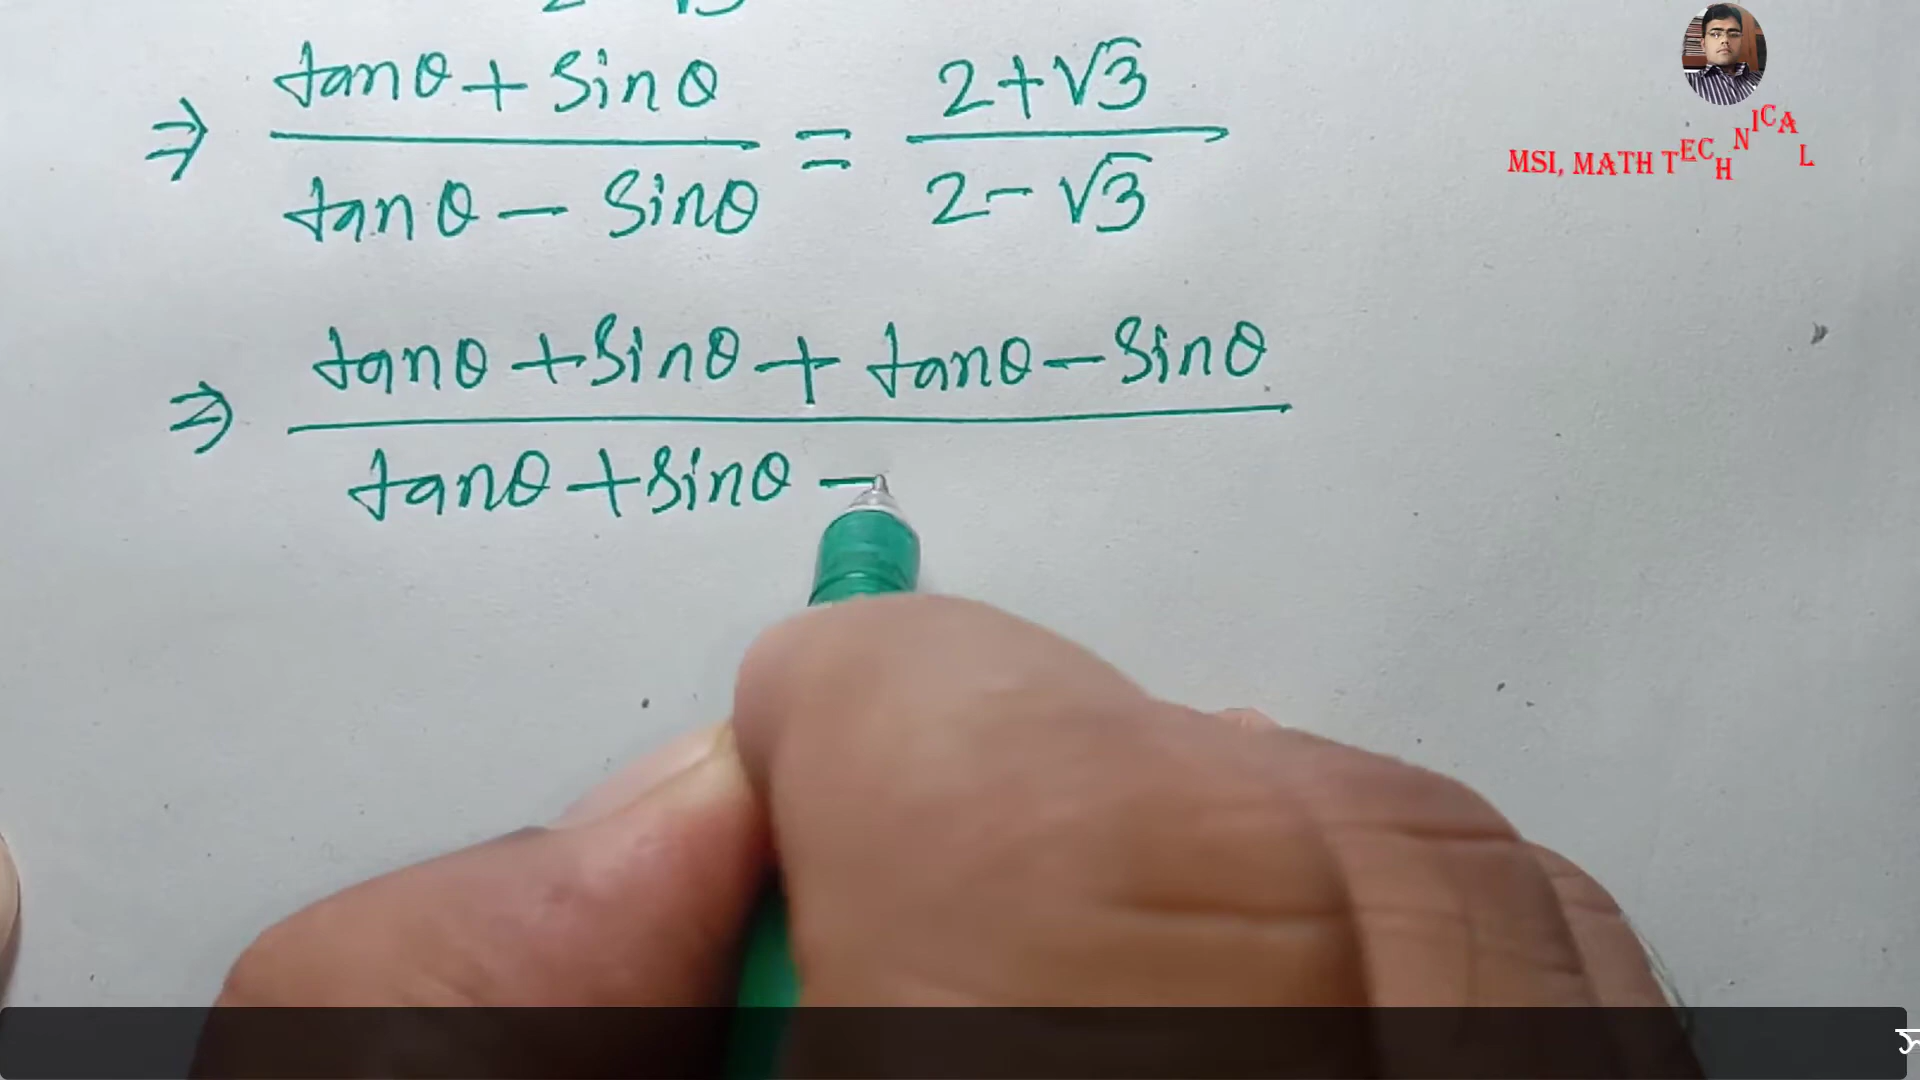 ⇒ tanθ + sinθ / tanθ − sinθ = 2+√3 / 2−√3
MSI, MATH TECHNICAL
⇒ tanθ + sinθ + tanθ − sinθ / tanθ + sinθ −